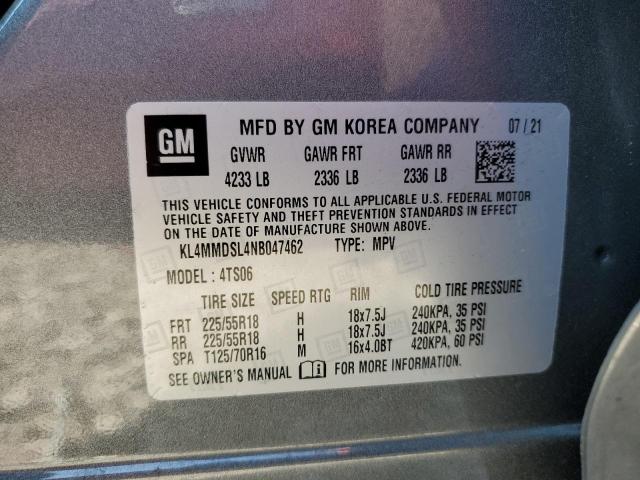 GM MFD BY GM KOREA COMPANY 07 / 21
GVWR GAWR FRT GAWR RR
4233 LB 2336 LB 2336 LB
THIS VEHICLE CONFORMS TO ALL APPLICABLE U.S. FEDERAL MOTOR
VEHICLE SAFETY AND THEFT PREVENTION STANDARDS IN EFFECT
ON THE DATE OF MANUFACTURE SHOWN ABOVE.
KL4MMDSL4NB047462 TYPE: MPV
MODEL : 4TS06
TIRE SIZE SPEED RTG RIM COLD TIRE PRESSURE
FRT 225/55R18 H 18x7.5J 240KPA, 35 PSI
RR 225/55R18 H 18x7.5J 240KPA, 35 PSI
SPA T125/70R16 M 16x4.0BT 420KPA, 60 PSI
SEE OWNER'S MANUAL FOR MORE INFORMATION.